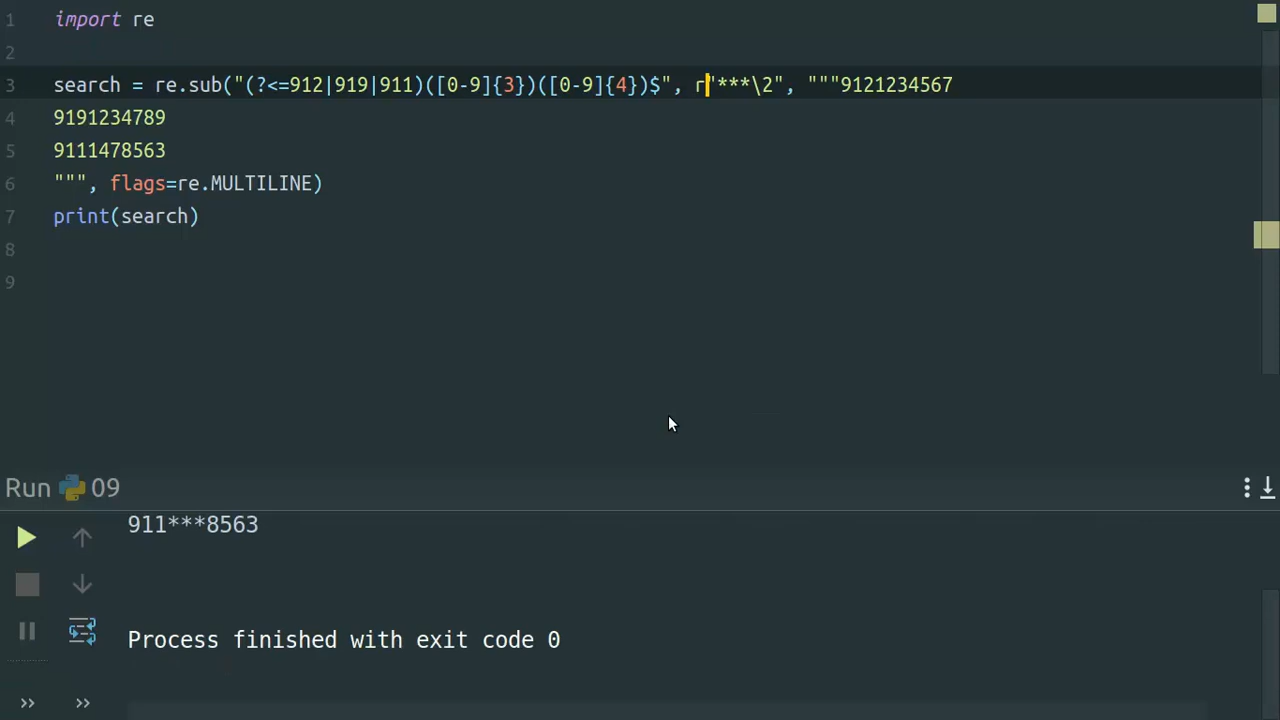 1 import re
2
3 search = re.sub("(?<=912|919|911)([0-9]{3})([0-9]{4})$", r"***\2", """9121234567
4 9191234789
5 9111478563
6 """, flags=re.MULTILINE)
7 print(search)
8
9
Run 09
911***8563
Process finished with exit code 0